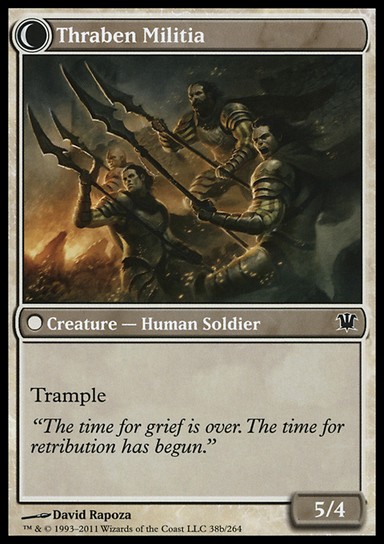 Thraben Militia
Creature — Human Soldier
Trample
“The time for grief is over. The time for
retribution has begun.”
David Rapoza
™ & © 1993–2011 Wizards of the Coast LLC 38b/264
5/4